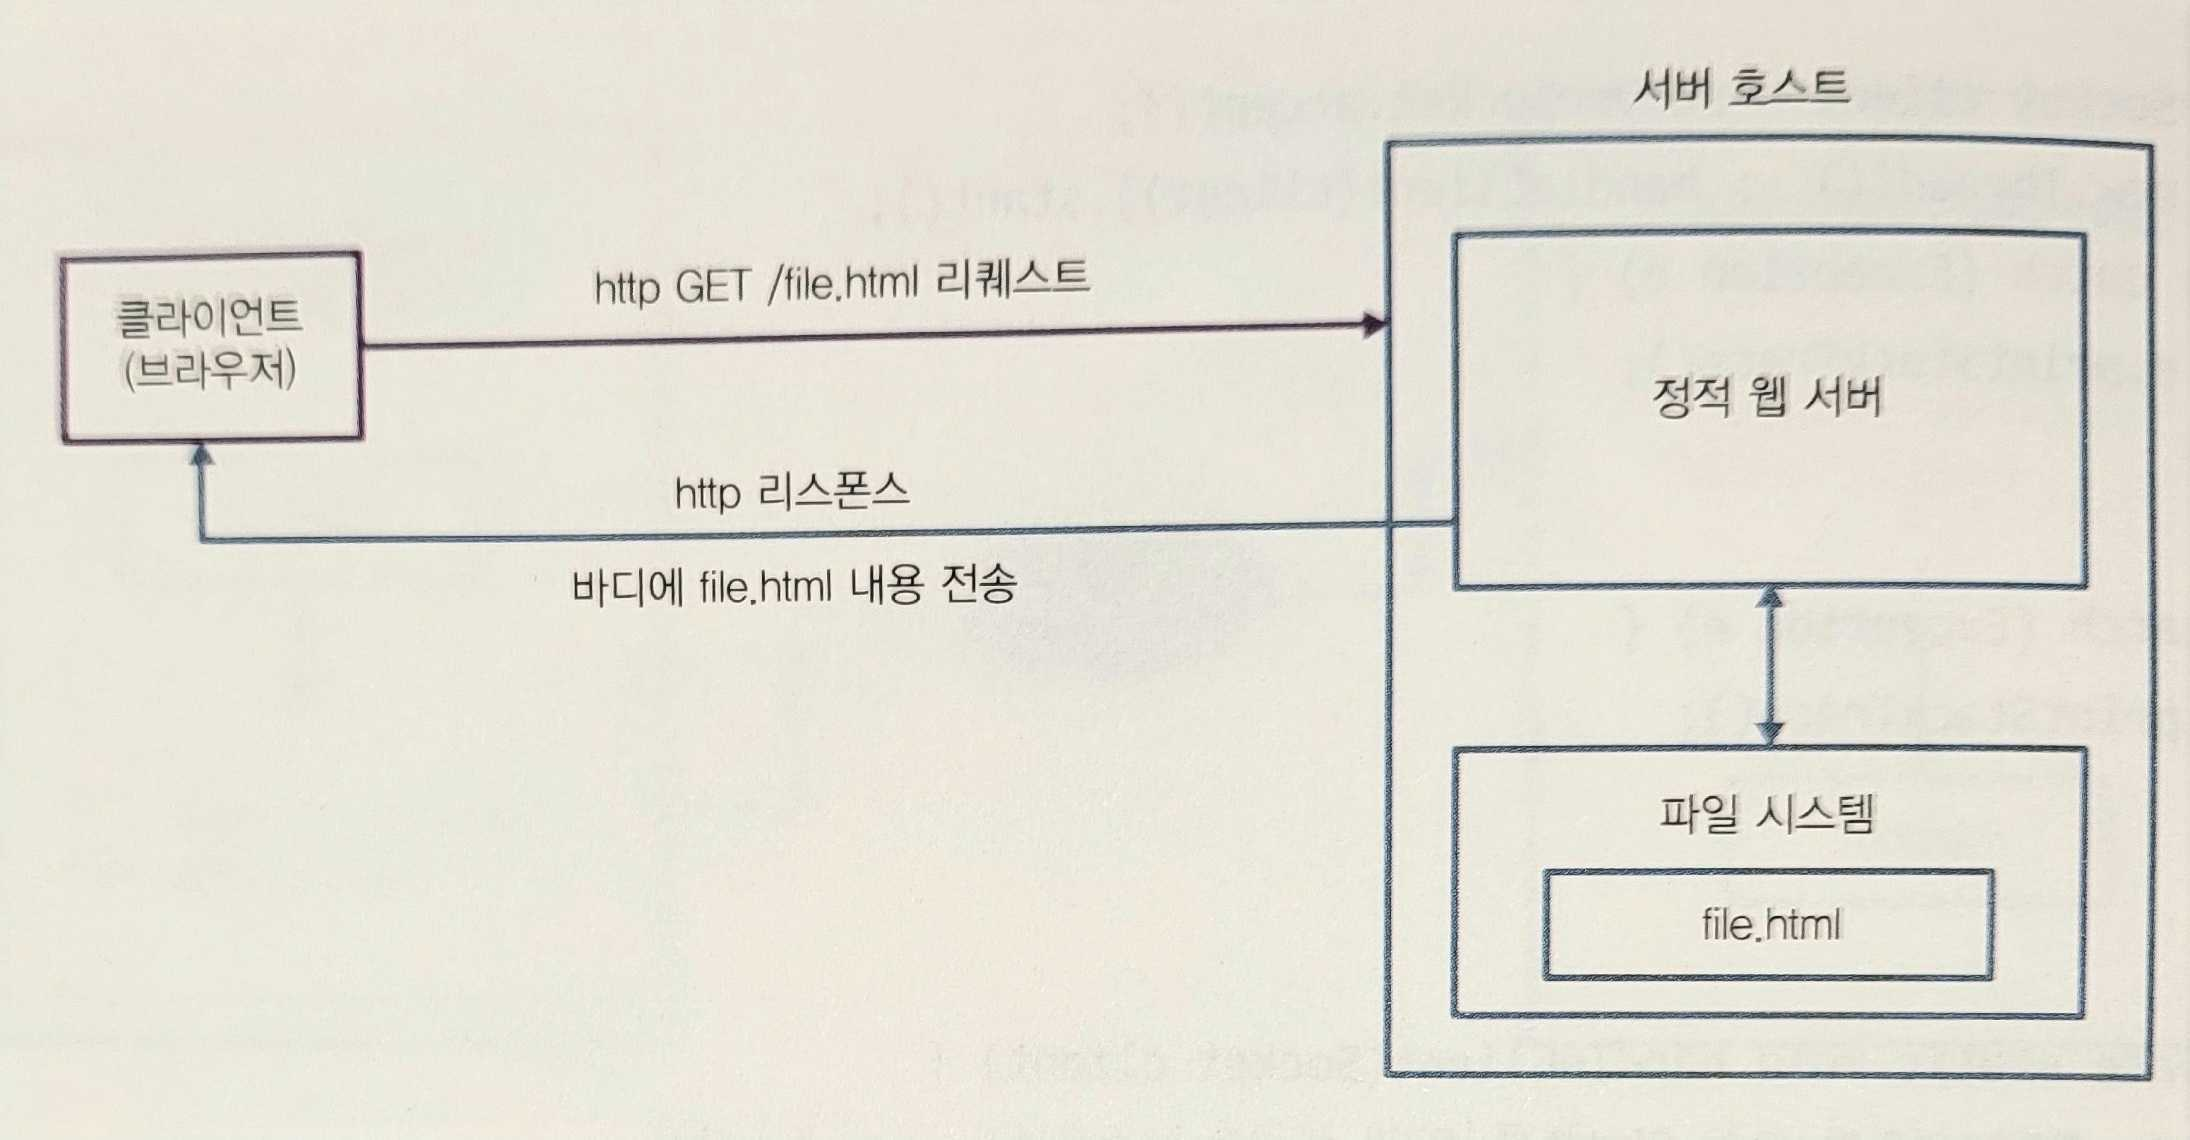 서버 호스트
http GET /file.html 리퀘스트
클라이언트
(브라우저)
정적 웹 서버
http 리스폰스
바디에 file.html 내용 전송
파일 시스템
file.html